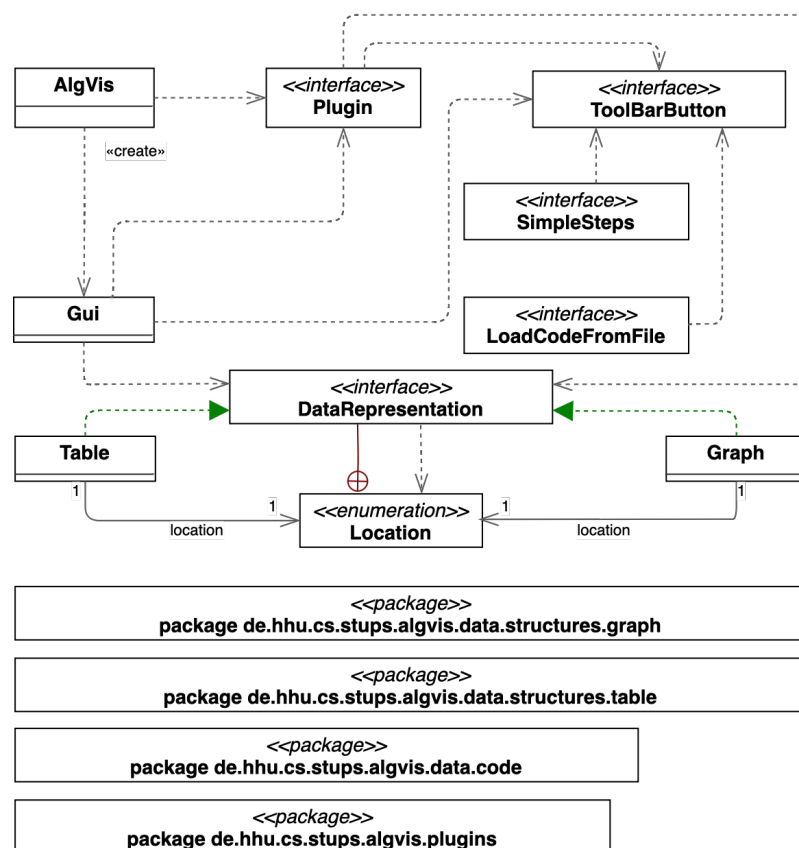 AlgVis
<<interface>>
Plugin
<<interface>>
ToolBarButton
«create»
<<interface>>
SimpleSteps
Gui
<<interface>>
LoadCodeFromFile
<<interface>>
DataRepresentation
Table
Graph
1
1
1
1
<<enumeration>>
Location
location
location
<<package>>
package de.hhu.cs.stups.algvis.data.structures.graph
<<package>>
package de.hhu.cs.stups.algvis.data.structures.table
<<package>>
package de.hhu.cs.stups.algvis.data.code
<<package>>
package de.hhu.cs.stups.algvis.plugins